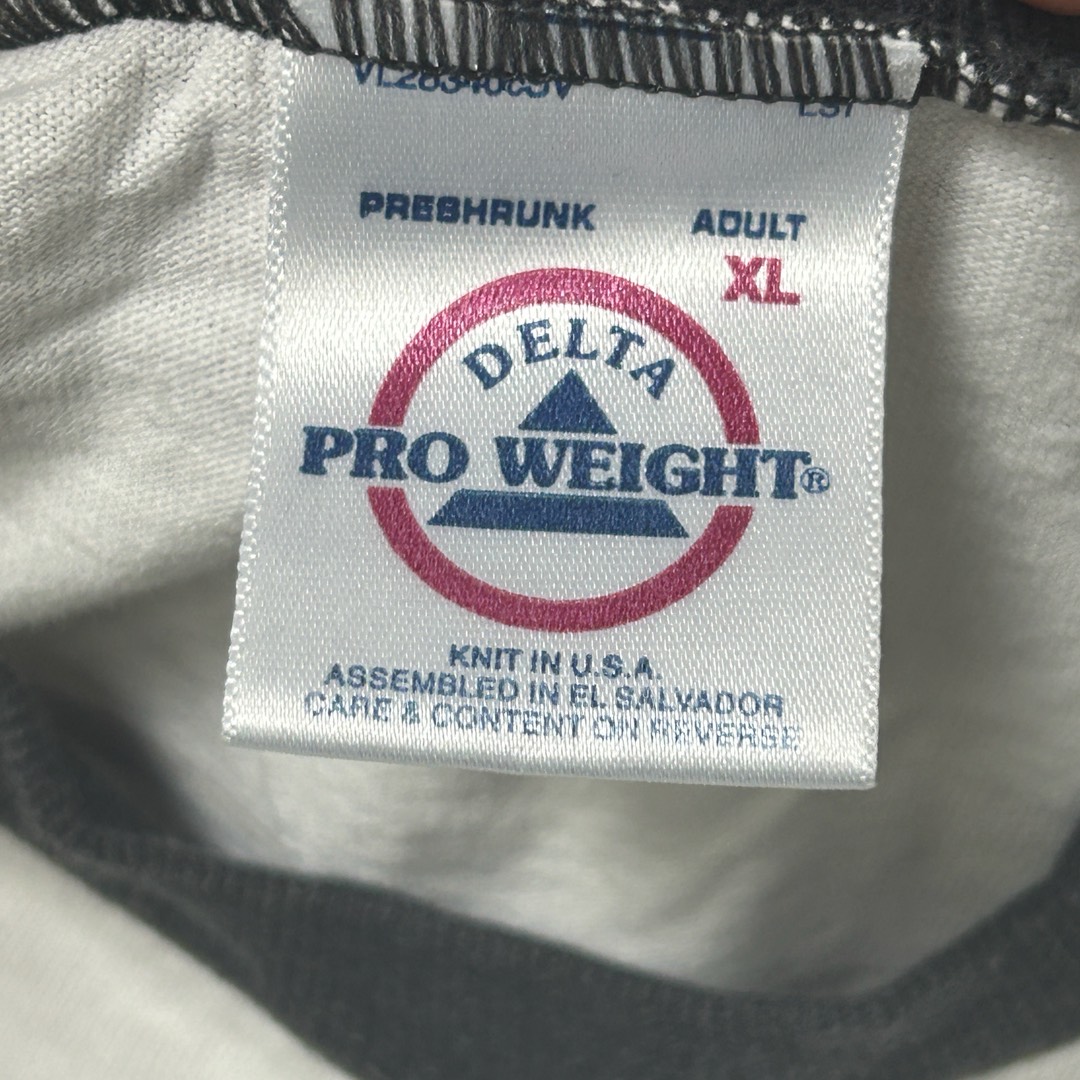 PRESHRUNK
ADULT
XL
DELTA
PRO WEIGHT®
KNIT IN U.S.A.
ASSEMBLED IN EL SALVADOR
CARE & CONTENT ON REVERSE